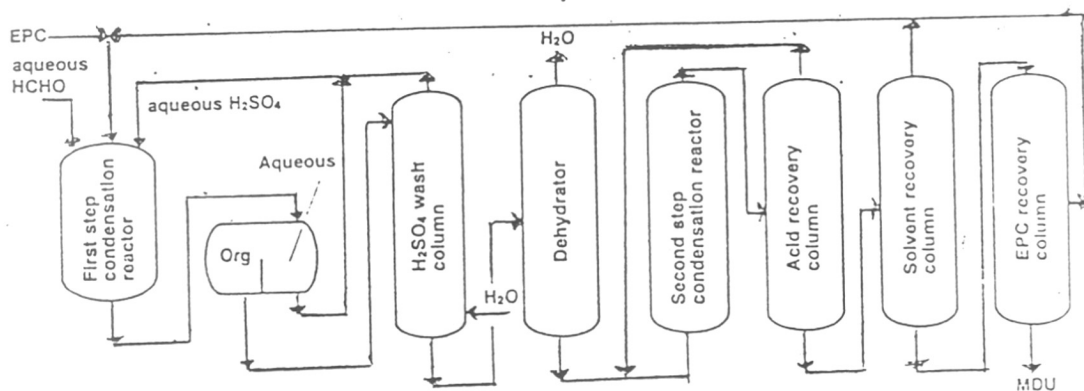 EPC
aqueous
HCHO
aqueous H₂SO₄
First step
condensation
reactor
Aqueous
Org
H₂SO₄ wash
column
H₂O
H₂O
Dehydrator
Second step
condensation reactor
Acid recovery
column
Solvent recovery
column
EPC recovery
column
MDU